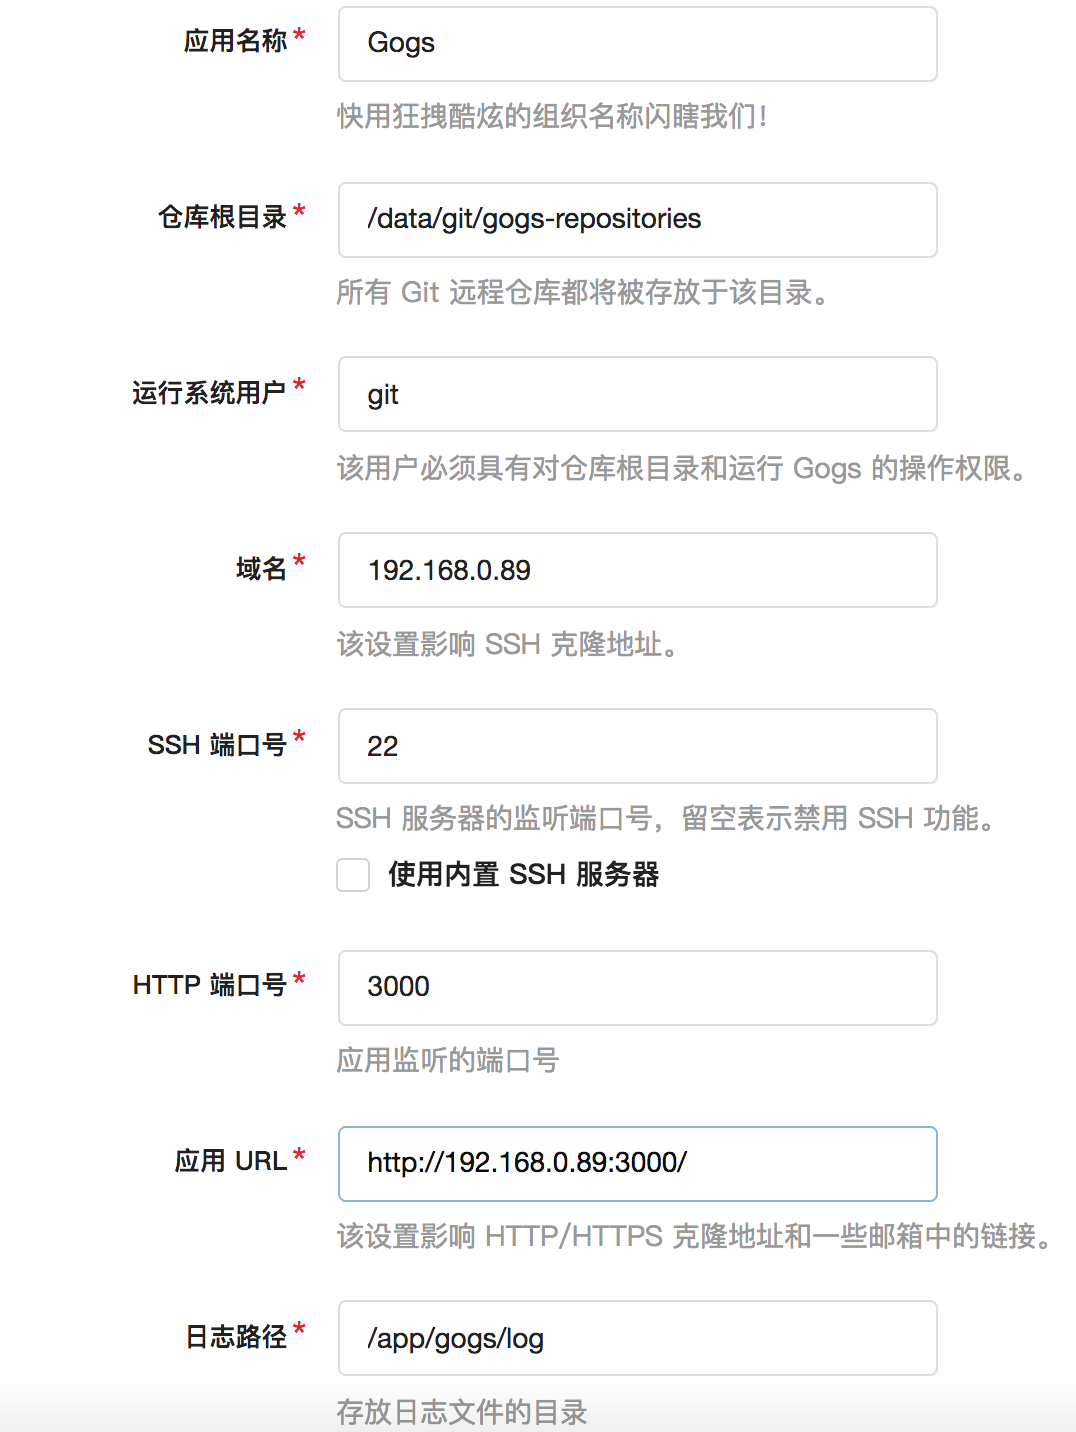 应用名称*
Gogs
快用狂拽酷炫的组织名称闪瞎我们！
仓库根目录*
/data/git/gogs-repositories
所有 Git 远程仓库都将被存放于该目录。
运行系统用户*
git
该用户必须具有对仓库根目录和运行 Gogs 的操作权限。
域名*
192.168.0.89
该设置影响 SSH 克隆地址。
SSH 端口号*
22
SSH 服务器的监听端口号，留空表示禁用 SSH 功能。
使用内置 SSH 服务器
HTTP 端口号*
3000
应用监听的端口号
应用 URL*
http://192.168.0.89:3000/
该设置影响 HTTP/HTTPS 克隆地址和一些邮箱中的链接。
日志路径*
/app/gogs/log
存放日志文件的目录